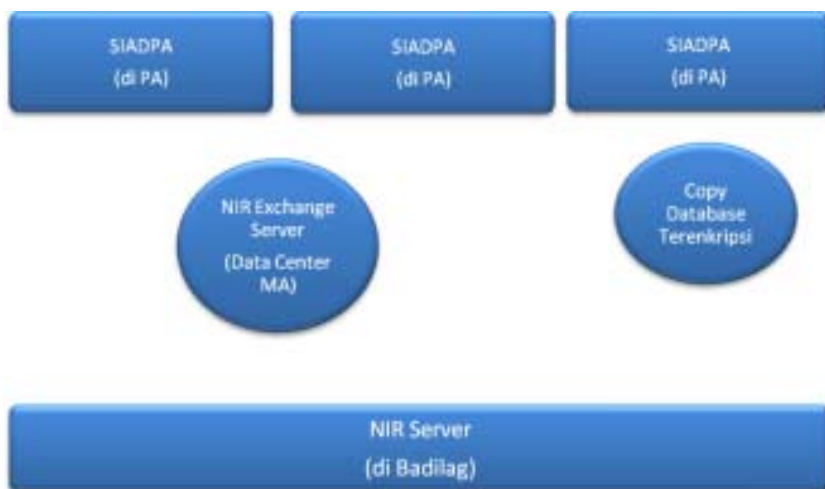 SIADPA
(di PA)
SIADPA
(di PA)
SIADPA
(di PA)
NIR Exchange
Server
(Data Center
MA)
Copy
Database
Terenkripsi
NIR Server
(di Badilag)